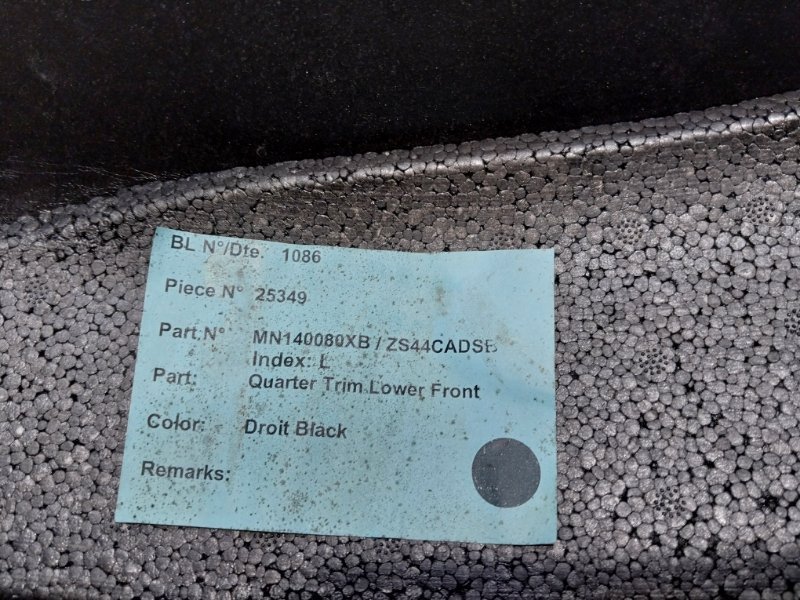 BL N°/Dte. 1086
Piece N° 25349
Part N° MN140080XB / ZS44CADSB
Index: L
Part: Quarter Trim Lower Front
Color: Droit Black
Remarks: